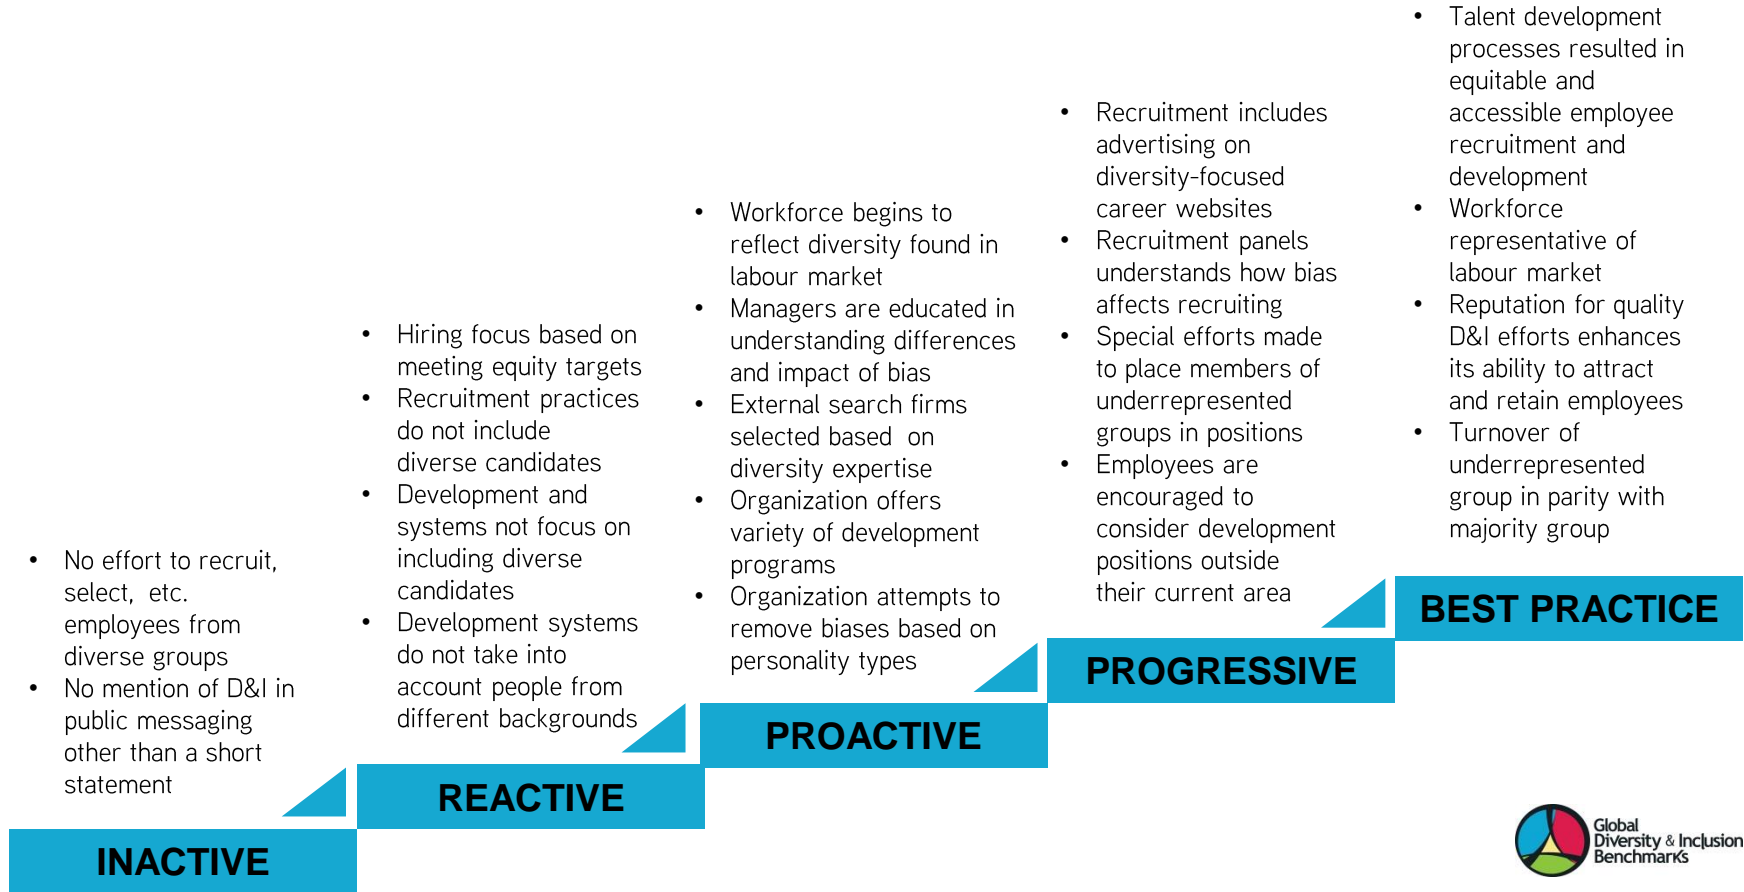 • No effort to recruit,
select,  etc.
employees from
diverse groups
• No mention of D&I in
public messaging
other than a short
statement
INACTIVE
• Hiring focus based on
meeting equity targets
• Recruitment practices
do not include
diverse candidates
• Development and
systems not focus on
including diverse
candidates
• Development systems
do not take into
account people from
different backgrounds
REACTIVE
• Workforce begins to
reflect diversity found in
labour market
• Managers are educated in
understanding differences
and impact of bias
• External search firms
selected based  on
diversity expertise
• Organization offers
variety of development
programs
• Organization attempts to
remove biases based on
personality types
PROACTIVE
• Recruitment includes
advertising on
diversity-focused
career websites
• Recruitment panels
understands how bias
affects recruiting
• Special efforts made
to place members of
underrepresented
groups in positions
• Employees are
encouraged to
consider development
positions outside
their current area
PROGRESSIVE
• Talent development
processes resulted in
equitable and
accessible employee
recruitment and
development
• Workforce
representative of
labour market
• Reputation for quality
D&I efforts enhances
its ability to attract
and retain employees
• Turnover of
underrepresented
group in parity with
majority group
BEST PRACTICE
Global
Diversity & Inclusion
Benchmarks